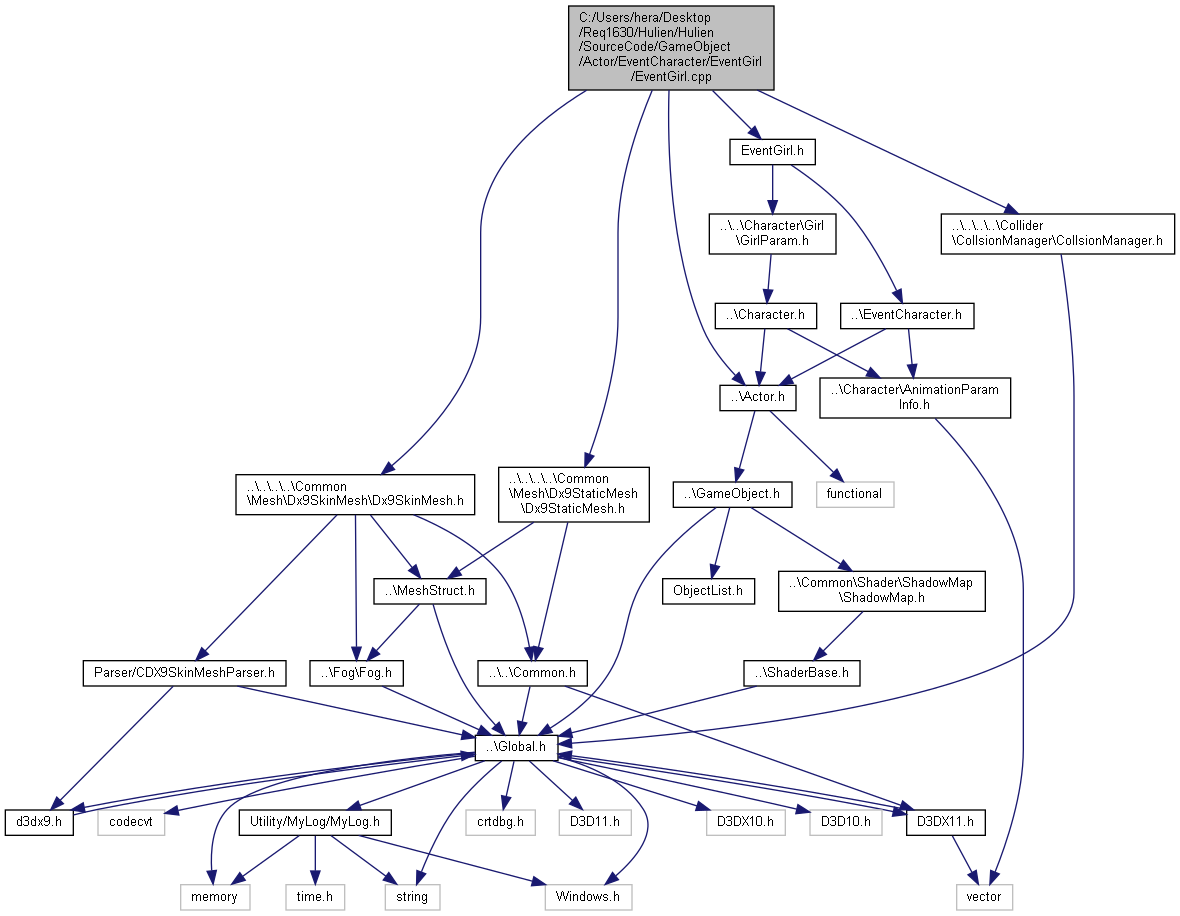 C:/Users/hera/Desktop
/Req1630/Hulien/Hulien
/SourceCode/GameObject
/Actor/EventCharacter/EventGirl
/EventGirl.cpp
EventGirl.h
..\..\Character\Girl
\GirlParam.h
..\..\..\..\Collider
\CollsionManager\CollsionManager.h
..\Character.h
..\EventCharacter.h
..\Actor.h
..\Character\AnimationParam
Info.h
..\..\..\..\Common
\Mesh\Dx9SkinMesh\Dx9SkinMesh.h
..\..\..\..\Common
\Mesh\Dx9StaticMesh
\Dx9StaticMesh.h
..\GameObject.h
functional
..\MeshStruct.h
ObjectList.h
..\Common\Shader\ShadowMap
\ShadowMap.h
Parser/CDX9SkinMeshParser.h
..\Fog\Fog.h
..\..\Common.h
..\ShaderBase.h
..\Global.h
d3dx9.h
codecvt
Utility/MyLog/MyLog.h
crtdbg.h
D3D11.h
D3DX10.h
D3D10.h
D3DX11.h
memory
time.h
string
Windows.h
vector